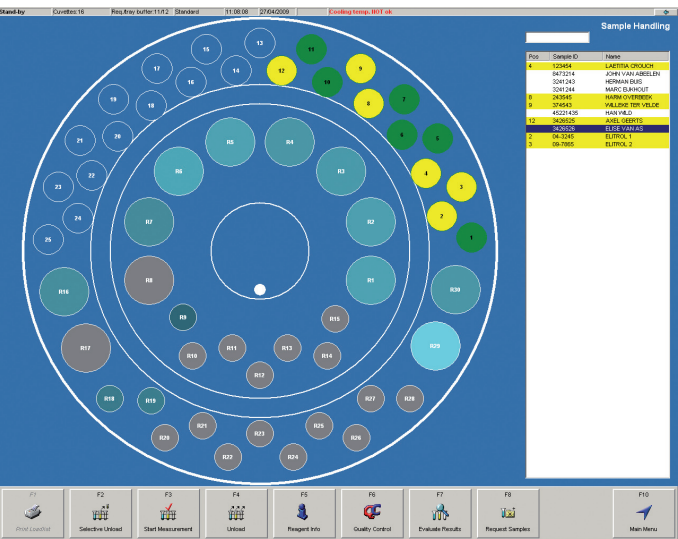 Stand-by Cuvettes:16 Req./tray buffer:11/12 Standard 11:08:08 27/04/2009 Cooling temp. NOT ok
Sample Handling
Pos Sample ID Name
4 123454 LAETITIA CROUCH
8473214 JOHN VAN ABEELEN
3241243 HERMAN BUIS
3241244 MARC EIJKHOUT
8 243545 HARM OVERBEEK
9 374543 WILLEKE TER VELDE
45221435 HAN WILD
12 3426525 AXEL GEERTS
3426526 ELISE VAN AS
2 04-3245 ELITROL 1
3 09-7865 ELITROL 2
13
15
11
14
12
9
17
16
10
8
7
19
18
6
5
21
20
4
3
23
22
2
24
1
25
R5
R4
R6
R3
R7
R2
R8
R1
R16
R30
R9
R15
R17
R29
R10
R11
R13
R14
R12
R18
R19
R27
R28
R20
R21
R23
R25
R26
R22
R24
F1
Print Loadlist
F2
Selective Unload
F3
Start Measurement
F4
Unload
F5
Reagent Info
F6
Quality Control
F7
Evaluate Results
F8
Request Samples
F10
Main Menu